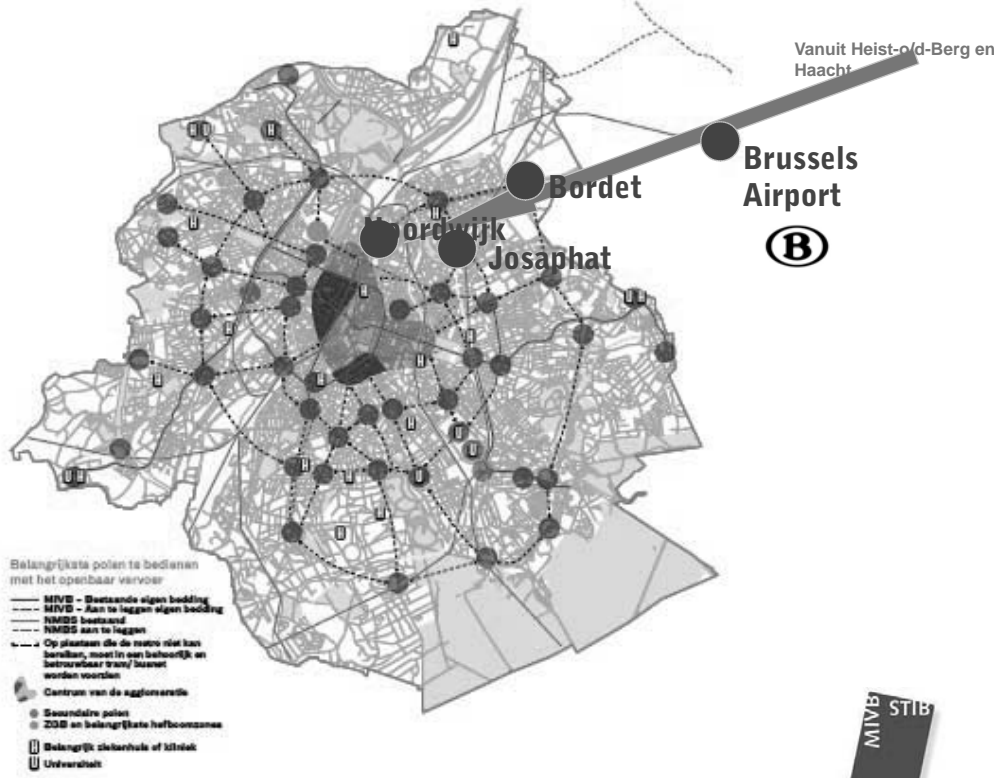 Vanuit Heist-o/d-Berg en
Haacht
Brussels
Airport
Bordet
Noordwijk
Josaphat
B
Belangrijkste polen te bedienen
met het openbaar vervoer
MIVB - Bestaande eigen bedding
MIVB - Aan te leggen eigen bedding
NMBS bestaand
NMBS aan te leggen
Op plaatsen die de metro niet kan
bereiken, moet in een behoorlijk en
betrouwbaar tram/ busnet
worden voorzien
Centrum van de agglomeratie
Secundaire polen
ZGB en belangrijkste hefboomzones
H Belangrijk ziekenhuis of kliniek
U Universiteit
MIVB STIB